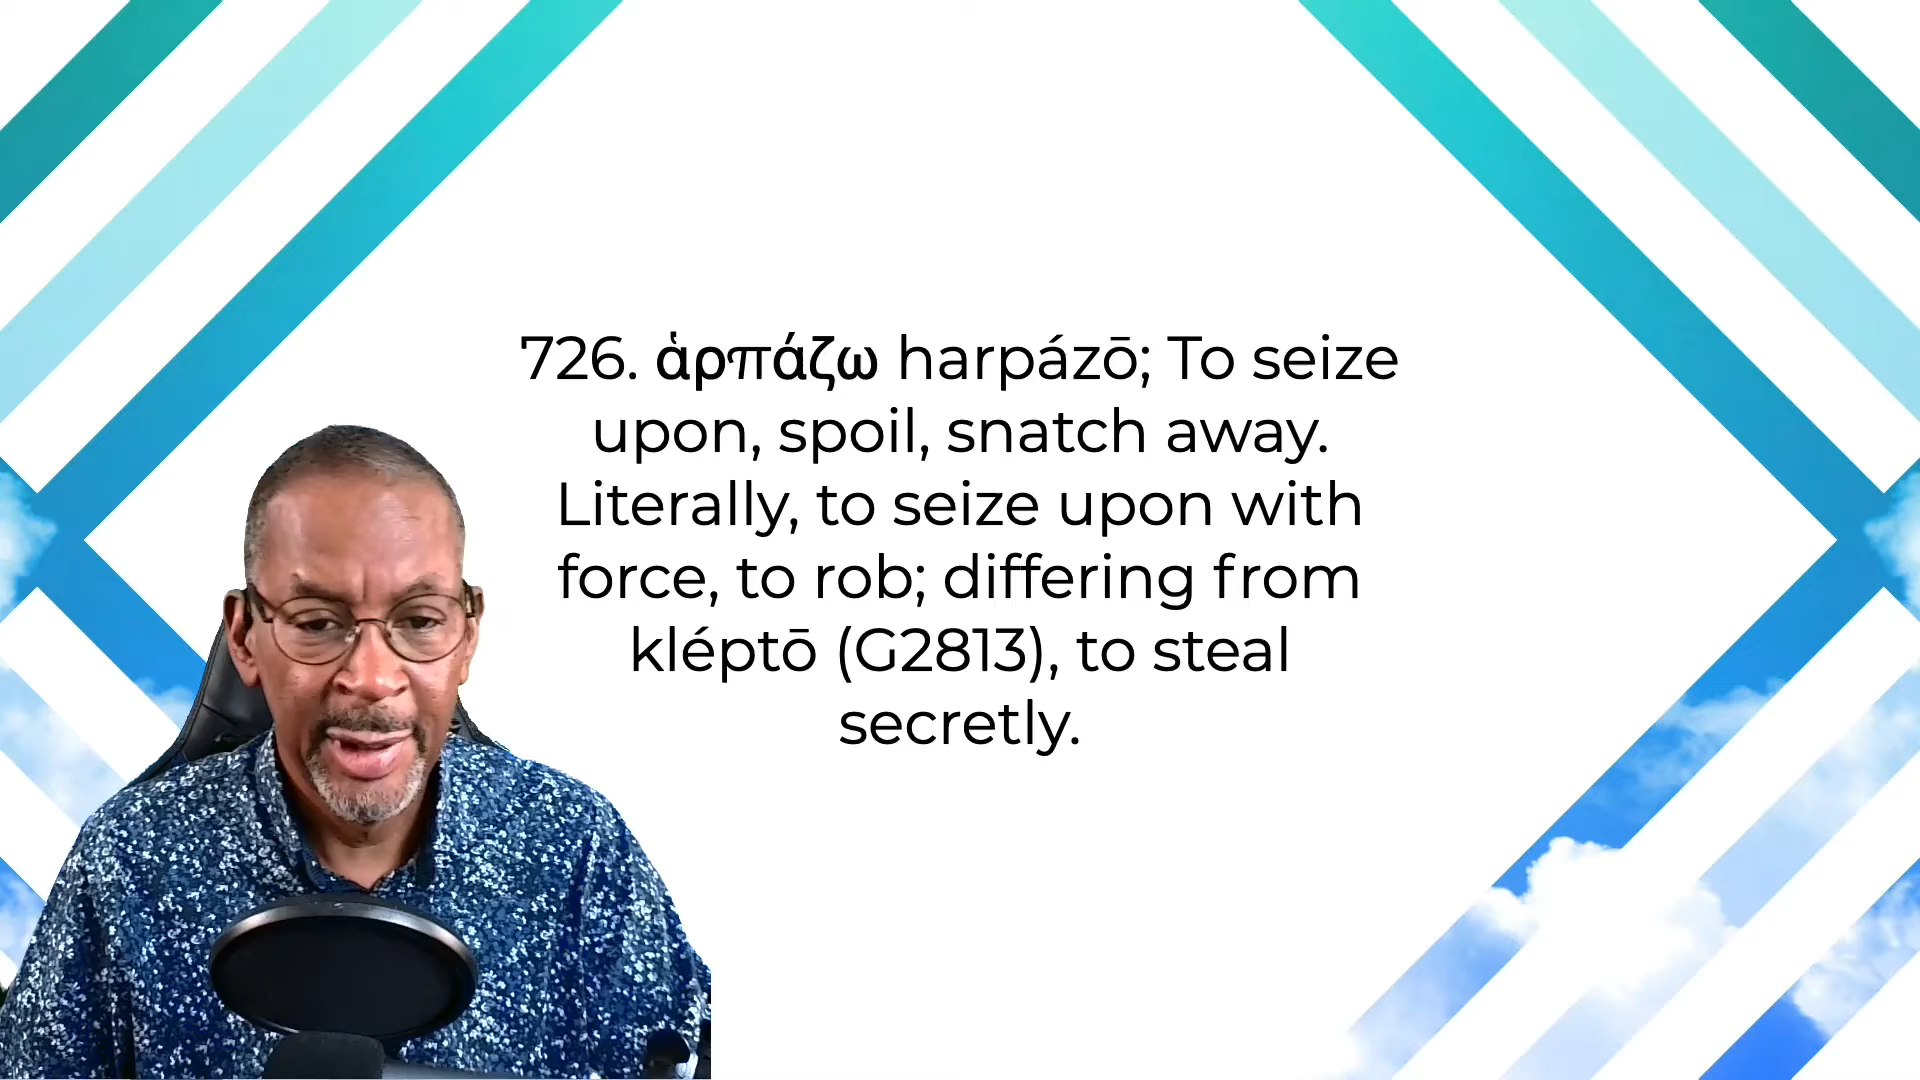 726. ἁρπάζω harpázō; To seize
upon, spoil, snatch away.
Literally, to seize upon with
force, to rob; differing from
kléptō (G2813), to steal
secretly.